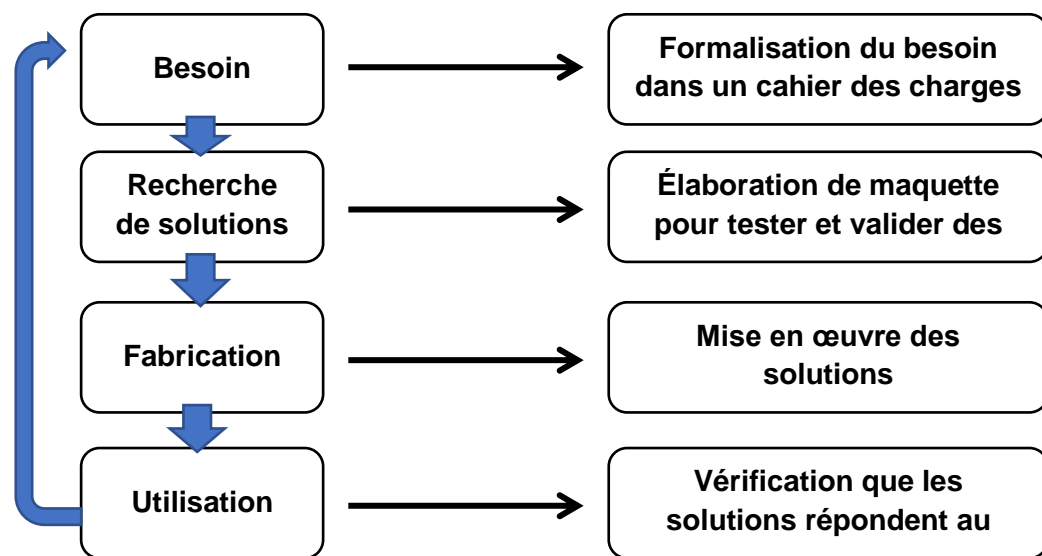 Besoin
Formalisation du besoin
dans un cahier des charges
Recherche
de solutions
Élaboration de maquette
pour tester et valider des
Fabrication
Mise en œuvre des
solutions
Utilisation
Vérification que les
solutions répondent au